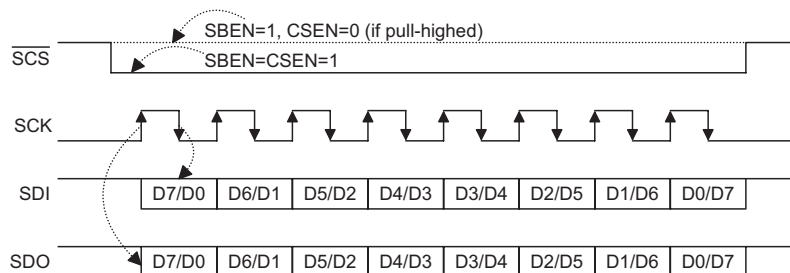 SBEN=1, CSEN=0 (if pull-highed)
SCS
SBEN=CSEN=1
SCK
SDI D7/D0 D6/D1 D5/D2 D4/D3 D3/D4 D2/D5 D1/D6 D0/D7
SDO D7/D0 D6/D1 D5/D2 D4/D3 D3/D4 D2/D5 D1/D6 D0/D7